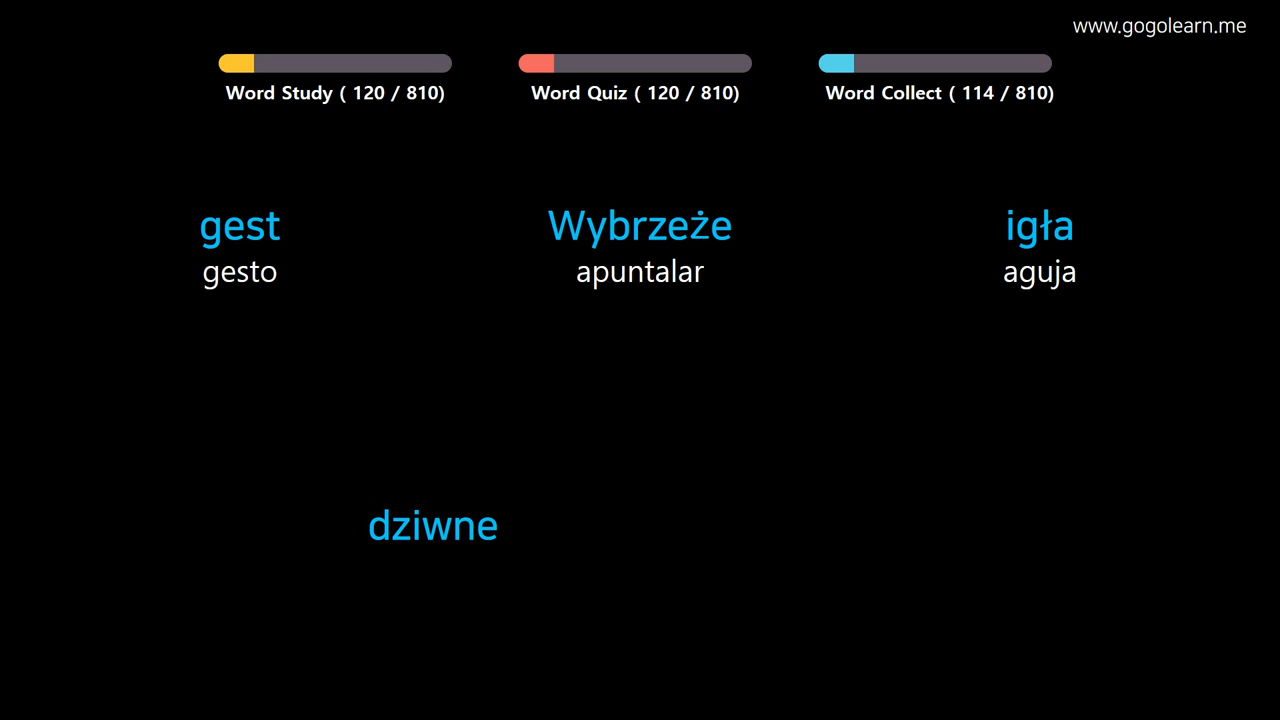 www.gogolearn.me
Word Study ( 120 / 810)
Word Quiz ( 120 / 810)
Word Collect ( 114 / 810)
gest
gesto
Wybrzeże
apuntalar
igła
aguja
dziwne